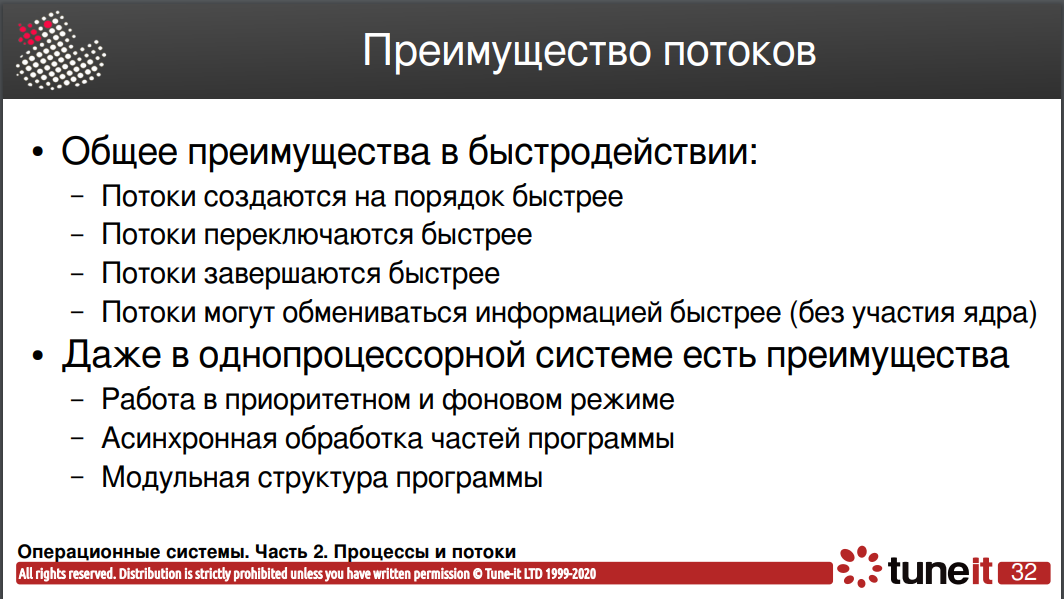 Преимущество потоков
• Общее преимущества в быстродействии:
– Потоки создаются на порядок быстрее
– Потоки переключаются быстрее
– Потоки завершаются быстрее
– Потоки могут обмениваться информацией быстрее (без участия ядра)
• Даже в однопроцессорной системе есть преимущества
– Работа в приоритетном и фоновом режиме
– Асинхронная обработка частей программы
– Модульная структура программы
Операционные системы. Часть 2. Процессы и потоки
All rights reserved. Distribution is strictly prohibited unless you have written permission © Tune-it LTD 1999-2020
tuneit 32